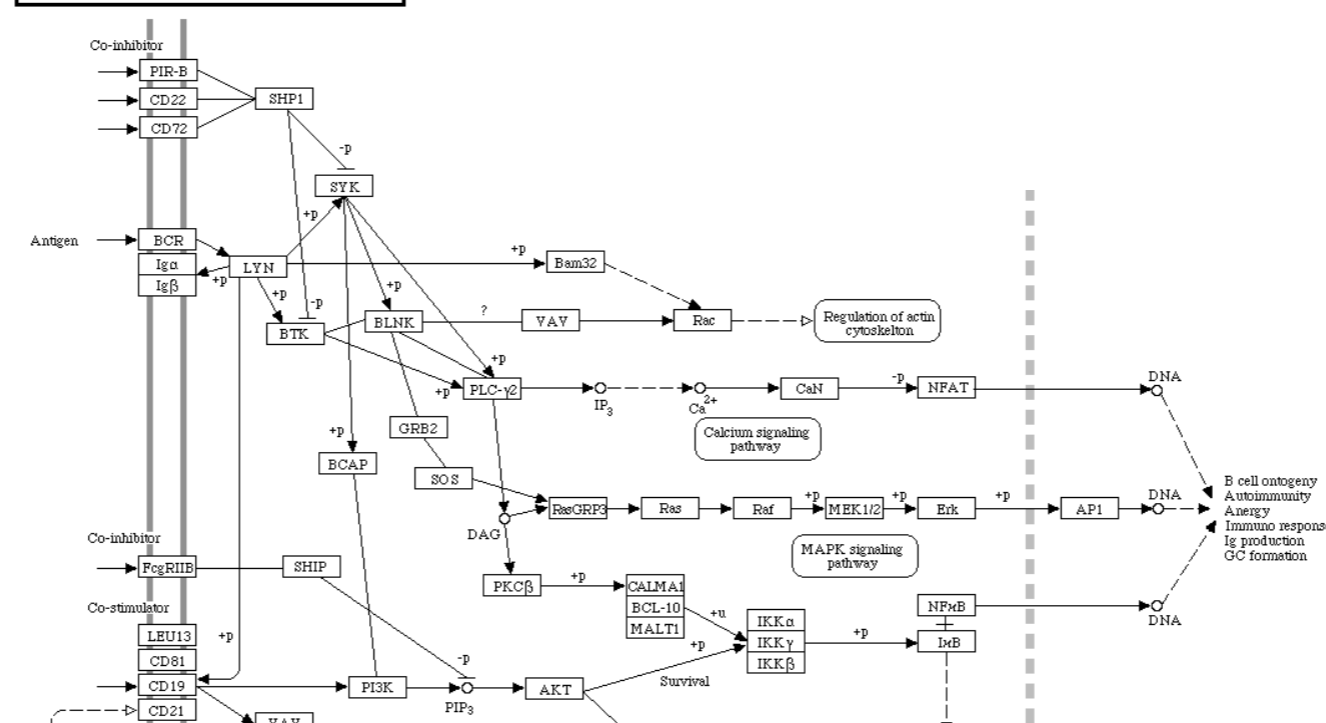 Co-inhibitor
PIR-B
CD22
SHP1
CD72
-p
SYK
+p
Antigen
BCR
+p
Igα
LYN
Bam32
Igβ
+p
+p
-p
+p
?
BTK
BLNK
VAV
Rac
Regulation of actin
cytoskelton
+p
+p
PLC-γ2
IP3
Ca2+
CaN
-p
NFAT
DNA
GRB2
Calcium signaling
pathway
+p
BCAP
SOS
B cell ontogeny
Autoimmunity
Anergy
Immuno respons
Ig production
GC formation
RasGRP3
Ras
Raf
+p
MEK1/2
+p
Erk
+p
AP1
DNA
DAG
MAPK signaling
pathway
Co-inhibitor
FcgRIIB
SHIP
PKCβ
+p
CALMA1
BCL-10
MALT1
+u
IKKα
IKKγ
IKKβ
+p
NFκB
IκB
DNA
Co-stimulator
LEU13
+p
CD81
CD19
PI3K
-p
PIP3
AKT
+p
Survival
CD21
VAV